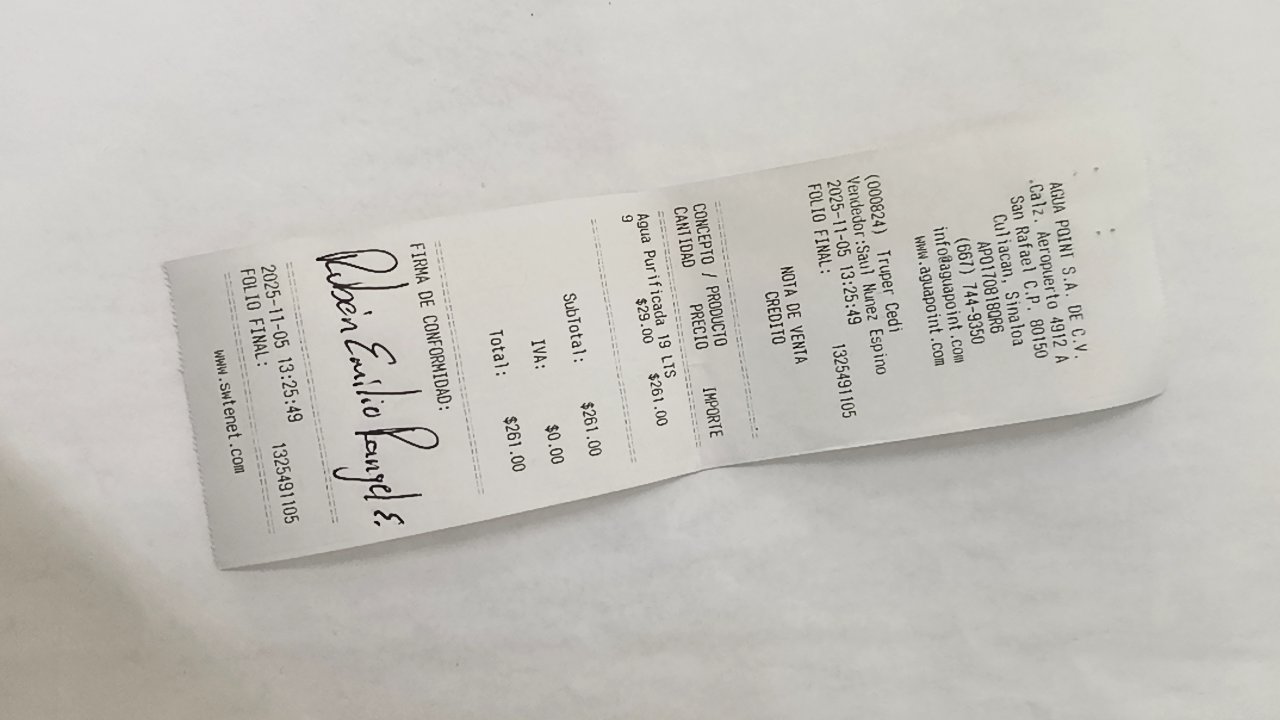 AGUA POINT S.A. DE C.V.
.Calz. Aeropuerto 4912 A
San Rafael C.P. 80150
Culiacan, Sinaloa
APO170818QR6
(667) 744-9350
info@aguapoint.com
www.aguapoint.com
(000824) Truper Cedi
Vendedor:Saul Nunez Espino
2025-11-05 13:25:49 1325491105
FOLIO FINAL:
NOTA DE VENTA
CREDITO
CONCEPTO / PRODUCTO
CANTIDAD PRECIO IMPORTE
Agua Purificada 19 LTS
9 $29.00 $261.00
SubTotal: $261.00
IVA: $0.00
Total: $261.00
FIRMA DE CONFORMIDAD:
Rubén Emilio Rangel E.
2025-11-05 13:25:49 1325491105
FOLIO FINAL:
www.swtenet.com